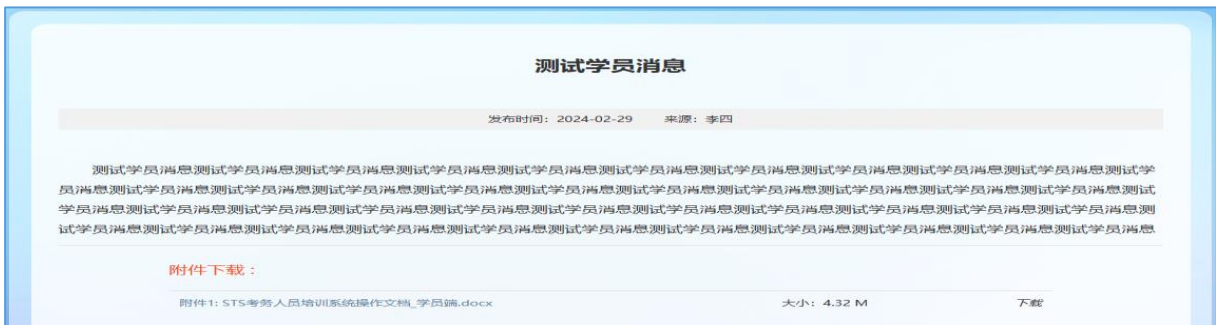 测试学员消息
发布时间：2024-02-29 来源：李四
测试学员消息测试学员消息测试学员消息测试学员消息测试学员消息测试学员消息测试学员消息测试学员消息测试学员消息测试学员消息测试学
员消息测试学员消息测试学员消息测试学员消息测试学员消息测试学员消息测试学员消息测试学员消息测试学员消息测试学员消息测试学员消息测试
学员消息测试学员消息测试学员消息测试学员消息测试学员消息测试学员消息测试学员消息测试学员消息测试学员消息测试学员消息测试学员消息测
试学员消息测试学员消息测试学员消息测试学员消息测试学员消息测试学员消息测试学员消息测试学员消息测试学员消息测试学员消息测试学员消息
附件下载：
附件1: STS考务人员培训系统操作文档_学员端.docx 大小：4.32 M 下载